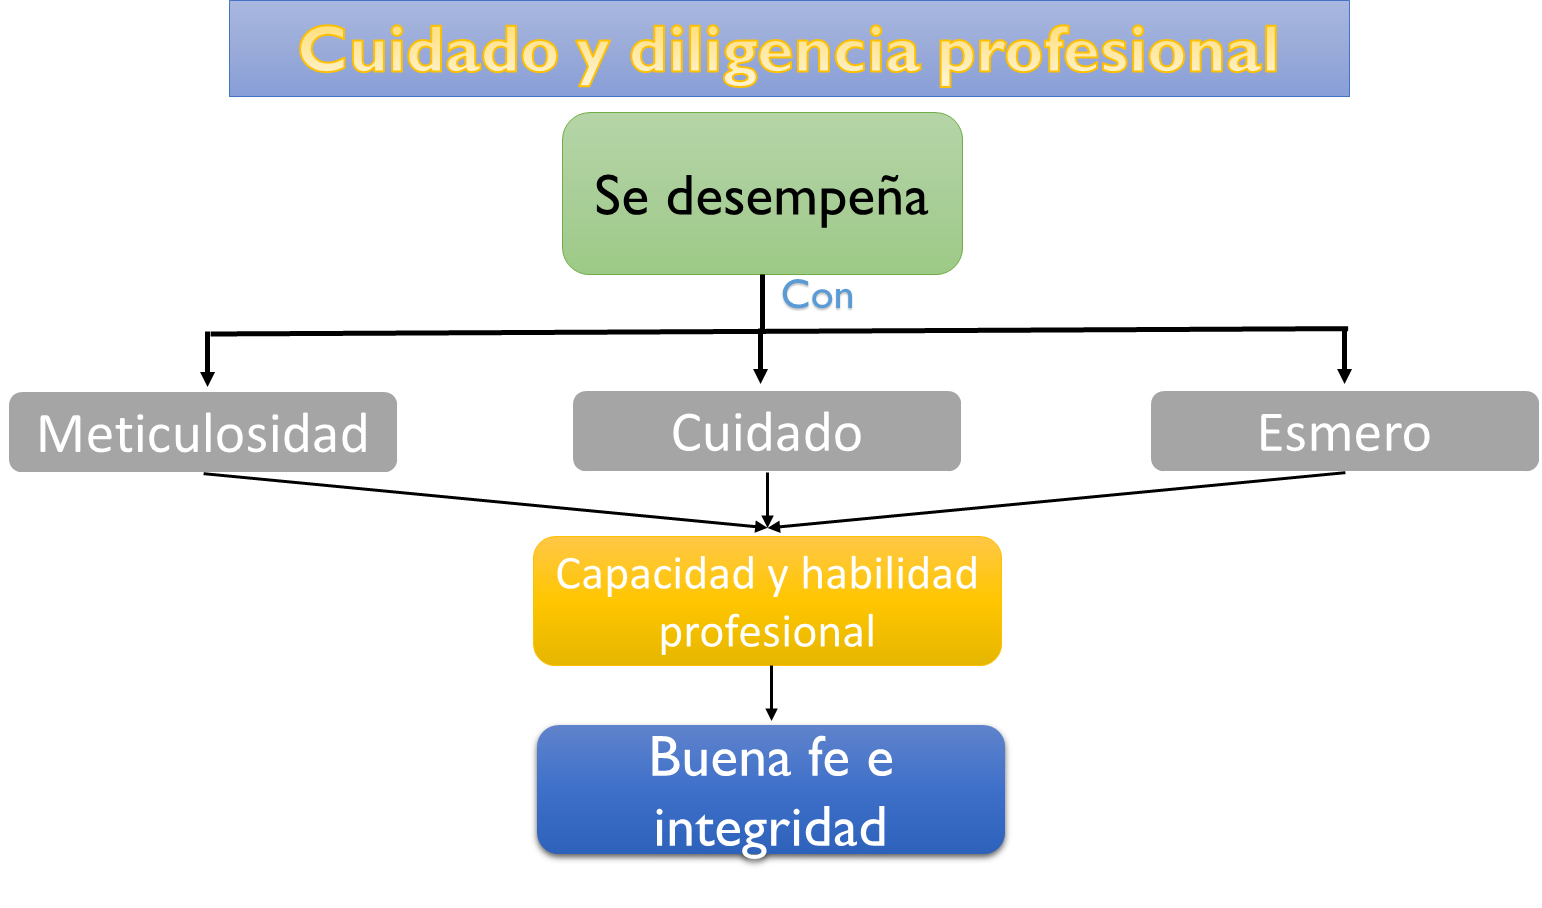 Cuidado y diligencia profesional
Se desempeña
Con
Meticulosidad
Cuidado
Esmero
Capacidad y habilidad
profesional
Buena fe e
integridad